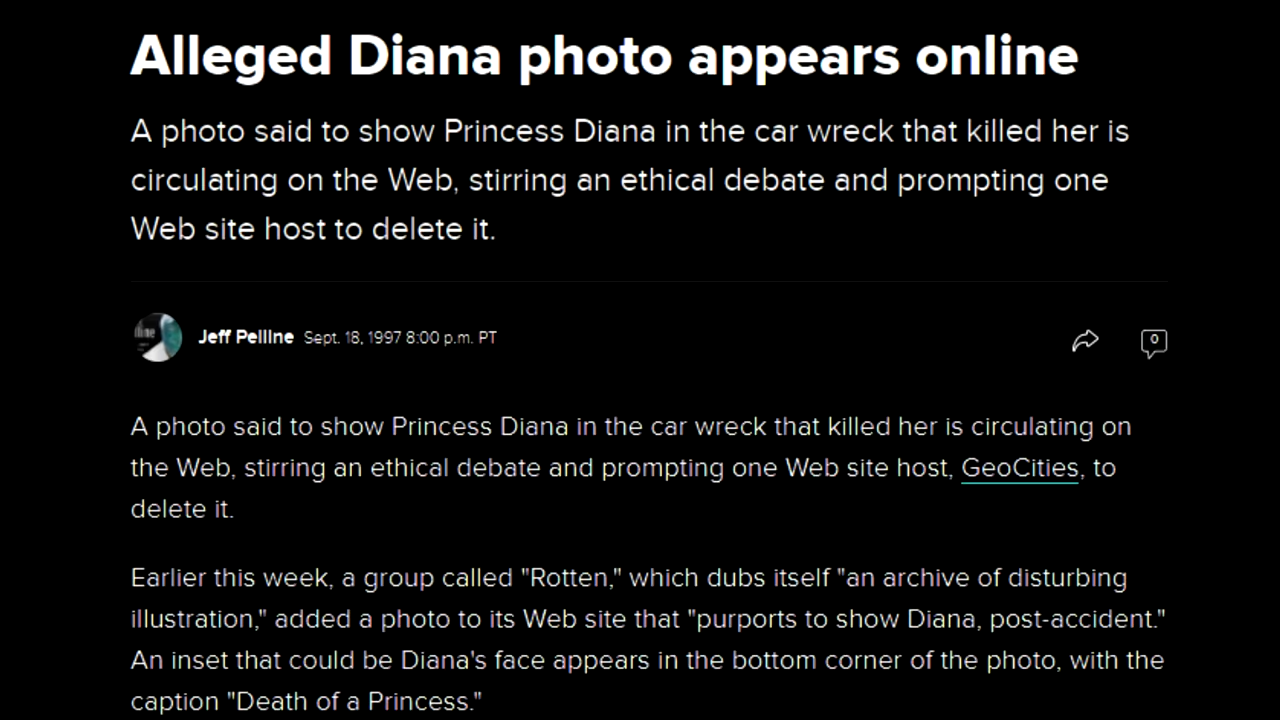 Alleged Diana photo appears online
A photo said to show Princess Diana in the car wreck that killed her is
circulating on the Web, stirring an ethical debate and prompting one
Web site host to delete it.
Jeff Pelline Sept. 18, 1997 8:00 p.m. PT
0
A photo said to show Princess Diana in the car wreck that killed her is circulating on
the Web, stirring an ethical debate and prompting one Web site host, GeoCities, to
delete it.
Earlier this week, a group called "Rotten," which dubs itself "an archive of disturbing
illustration," added a photo to its Web site that "purports to show Diana, post-accident."
An inset that could be Diana's face appears in the bottom corner of the photo, with the
caption "Death of a Princess."